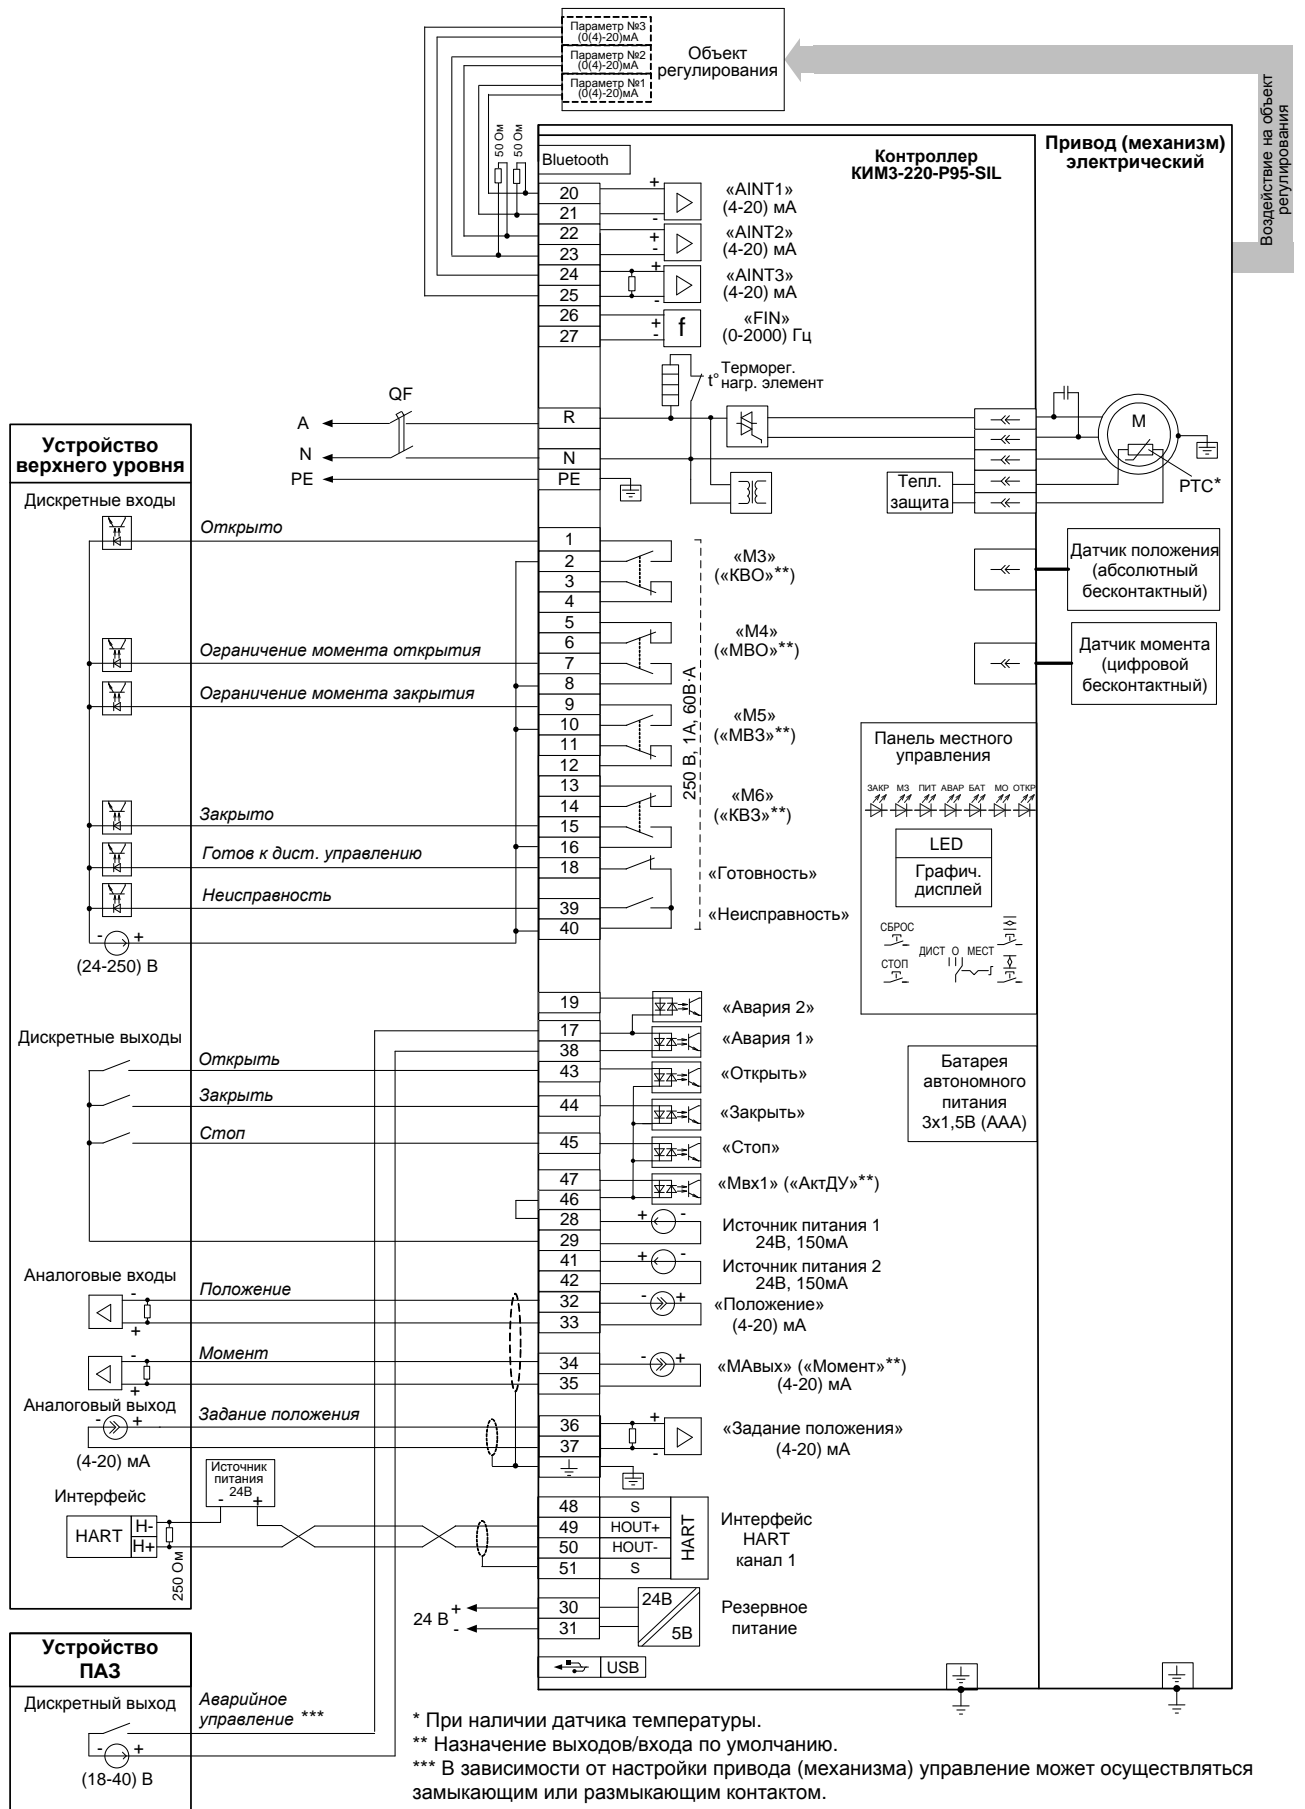 Параметр №3
(0(4)-20)мА
Параметр №2
(0(4)-20)мА
Параметр №1
(0(4)-20)мА
Объект
регулирования
Воздействие на объект
регулирования
50 Ом
50 Ом
Bluetooth
Контроллер
КИМ3-220-Р95-SIL
Привод (механизм)
электрический
20
21
22
23
24
25
26
27
+
-
«AINT1»
(4-20) мА
+
-
«AINT2»
(4-20) мА
+
-
«AINT3»
(4-20) мА
+
-
f
«FIN»
(0-2000) Гц
t°
Терморег.
нагр. элемент
QF
A
N
PE
R
N
PE
Тепл.
защита
M
PTC*
Устройство
верхнего уровня
Дискретные входы
Открыто
Ограничение момента открытия
Ограничение момента закрытия
Закрыто
Готов к дист. управлению
Неисправность
- +
(24-250) В
1
2
3
4
5
6
7
8
9
10
11
12
13
14
15
16
18
39
40
250 В, 1А, 60В·А
«М3»
(«КВО»**)
«М4»
(«МВО»**)
«М5»
(«МВЗ»**)
«М6»
(«КВЗ»**)
«Готовность»
«Неисправность»
Датчик положения
(абсолютный
бесконтактный)
Датчик момента
(цифровой
бесконтактный)
Панель местного
управления
ЗАКР МЗ ПИТ АВАР БАТ МО ОТКР
LED
Графич.
дисплей
СБРОС
СТОП
ДИСТ О МЕСТ
Дискретные выходы
Открыть
Закрыть
Стоп
19
17
38
43
44
45
47
46
28
29
41
42
32
33
34
35
36
37
«Авария 2»
«Авария 1»
«Открыть»
«Закрыть»
«Стоп»
«Мвх1» («АктДУ»**)
+ -
Источник питания 1
24В, 150мА
+ -
Источник питания 2
24В, 150мА
- +
«Положение»
(4-20) мА
- +
«МАвых» («Момент»**)
(4-20) мА
+
-
«Задание положения»
(4-20) мА
Батарея
автономного
питания
3х1,5В (ААА)
Аналоговые входы
-
+
Положение
-
+
Момент
Аналоговый выход
- +
Задание положения
(4-20) мА
Интерфейс
HART
H-
H+
250 Ом
Источник
питания
24В
- +
48
49
50
51
S
HOUT+
HOUT-
S
HART
Интерфейс
HART
канал 1
24 В
+
-
30
31
24В
5В
Резервное
питание
USB
Устройство
ПАЗ
Дискретный выход
- +
(18-40) В
Аварийное
управление ***
* При наличии датчика температуры.
** Назначение выходов/входа по умолчанию.
*** В зависимости от настройки привода (механизма) управление может осуществляться
замыкающим или размыкающим контактом.